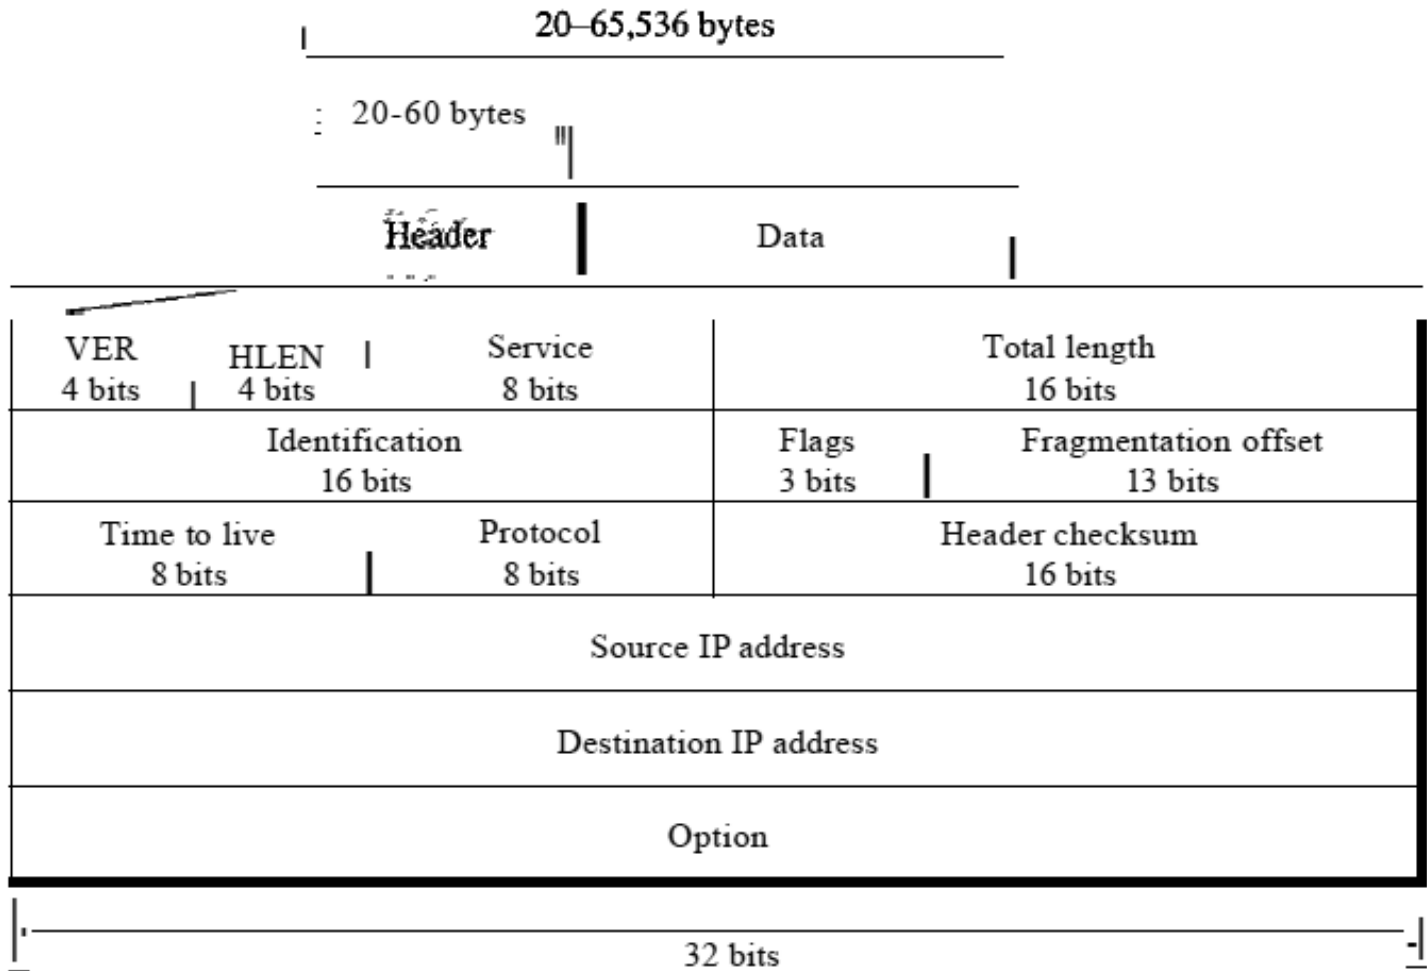 20–65,536 bytes
20-60 bytes
Header
Data
VER
HLEN
Service
Total length
4 bits
4 bits
8 bits
16 bits
Identification
Flags
Fragmentation offset
16 bits
3 bits
13 bits
Time to live
Protocol
Header checksum
8 bits
8 bits
16 bits
Source IP address
Destination IP address
Option
32 bits